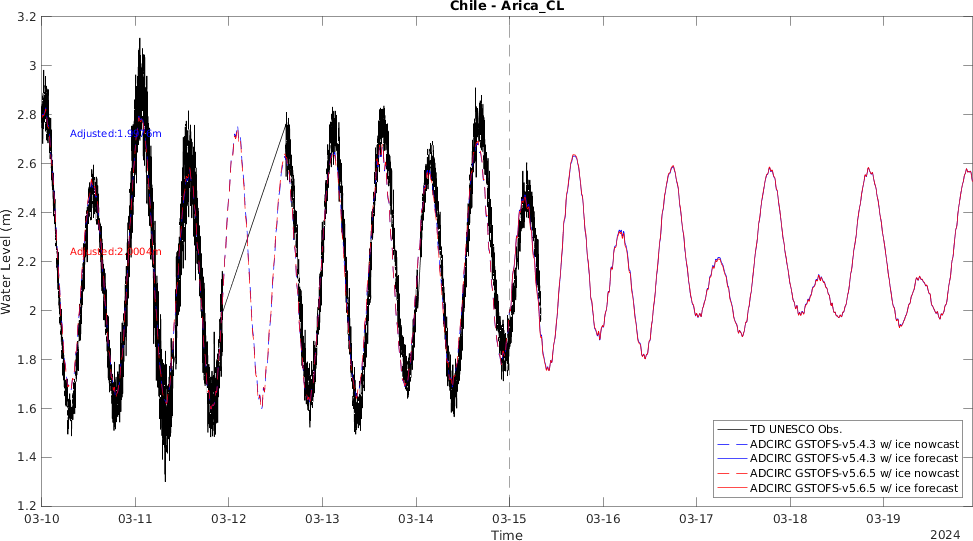 Chile - Arica_CL
3.2
3
2.8
2.6
2.4
2.2
2
1.8
1.6
1.4
1.2
Water Level (m)
03-10
03-11
03-12
03-13
03-14
03-15
03-16
03-17
03-18
03-19
Time
2024
TD UNESCO Obs.
ADCIRC GSTOFS-v5.4.3 w/ ice nowcast
ADCIRC GSTOFS-v5.4.3 w/ ice forecast
ADCIRC GSTOFS-v5.6.5 w/ ice nowcast
ADCIRC GSTOFS-v5.6.5 w/ ice forecast